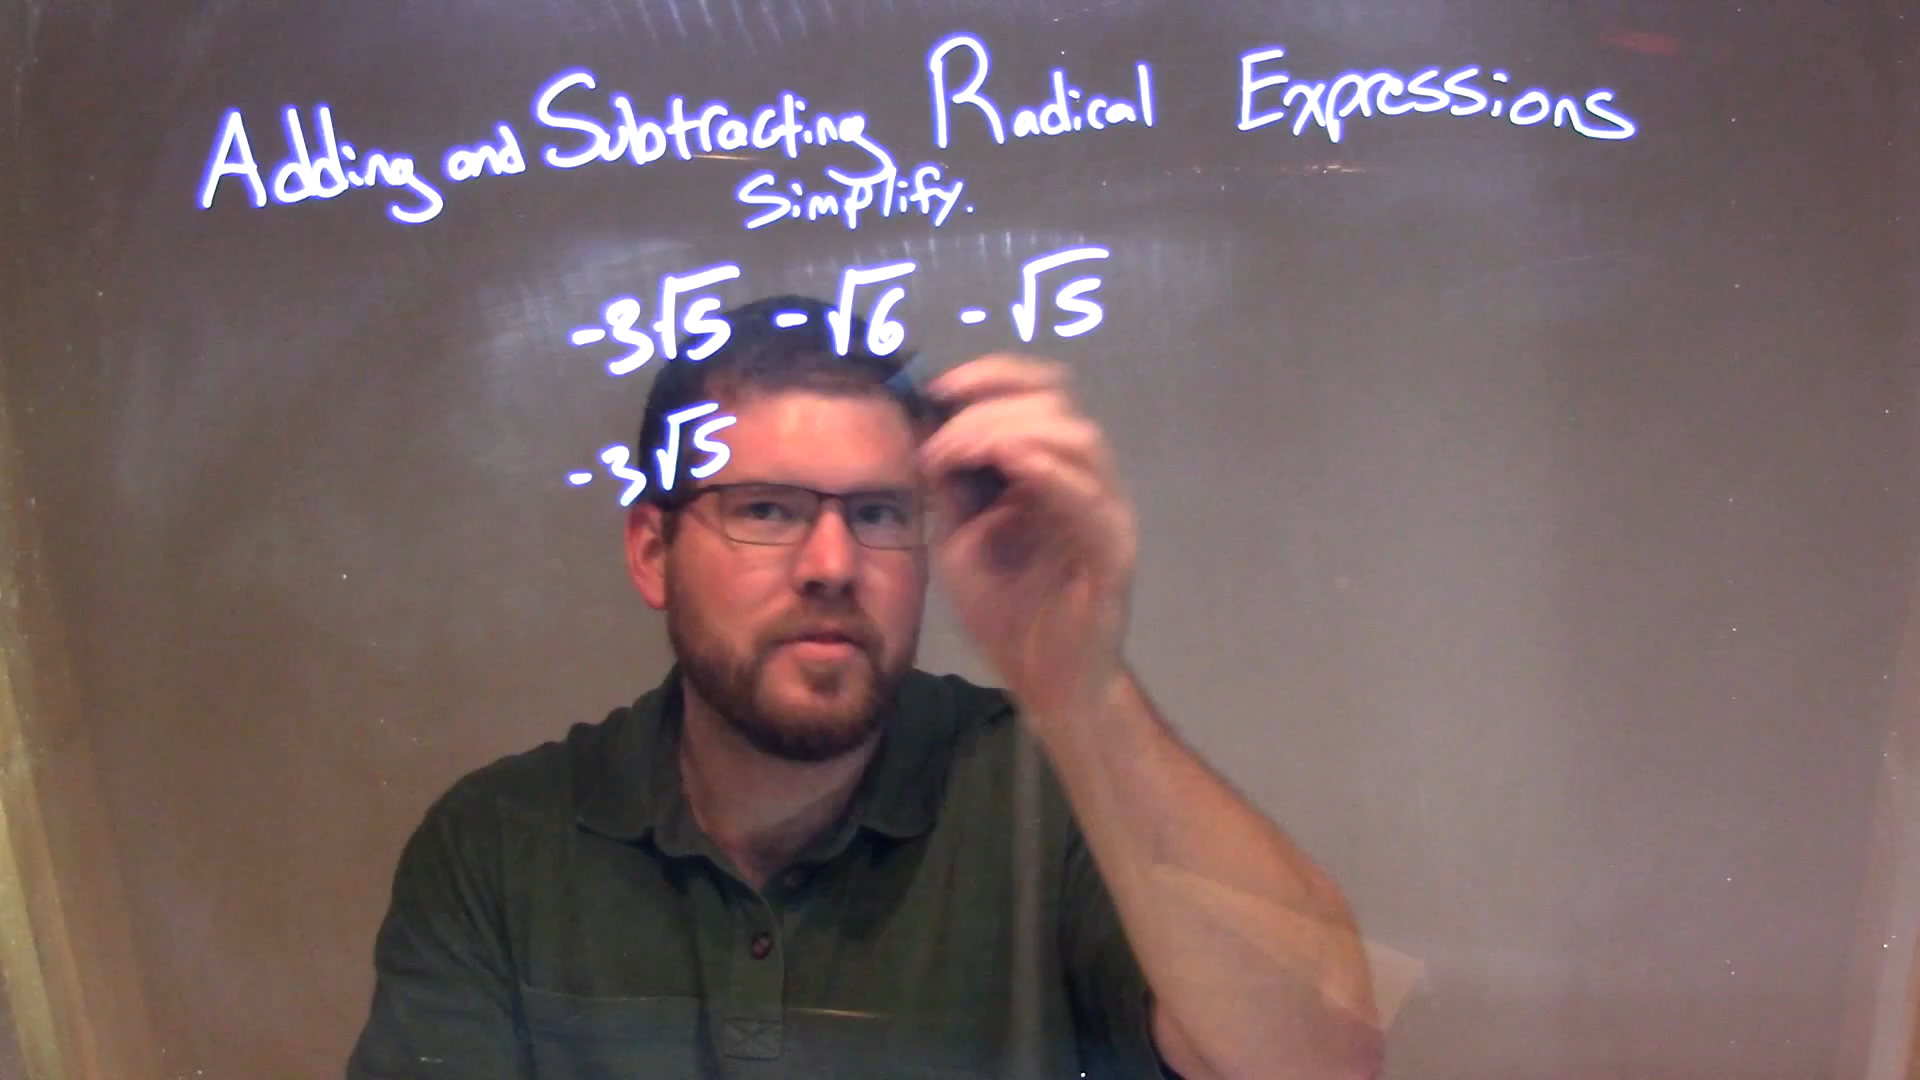 Adding and Subtracting Radical Expressions
Simplify.
-3√5 - √6 - √5
-3√5